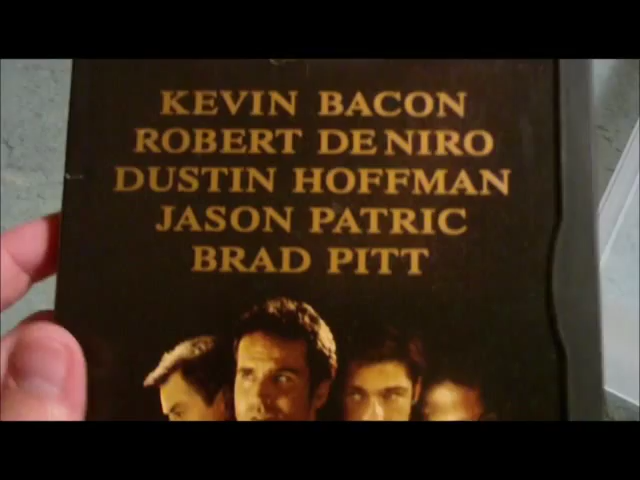 KEVIN BACON
ROBERT DE NIRO
DUSTIN HOFFMAN
JASON PATRIC
BRAD PITT